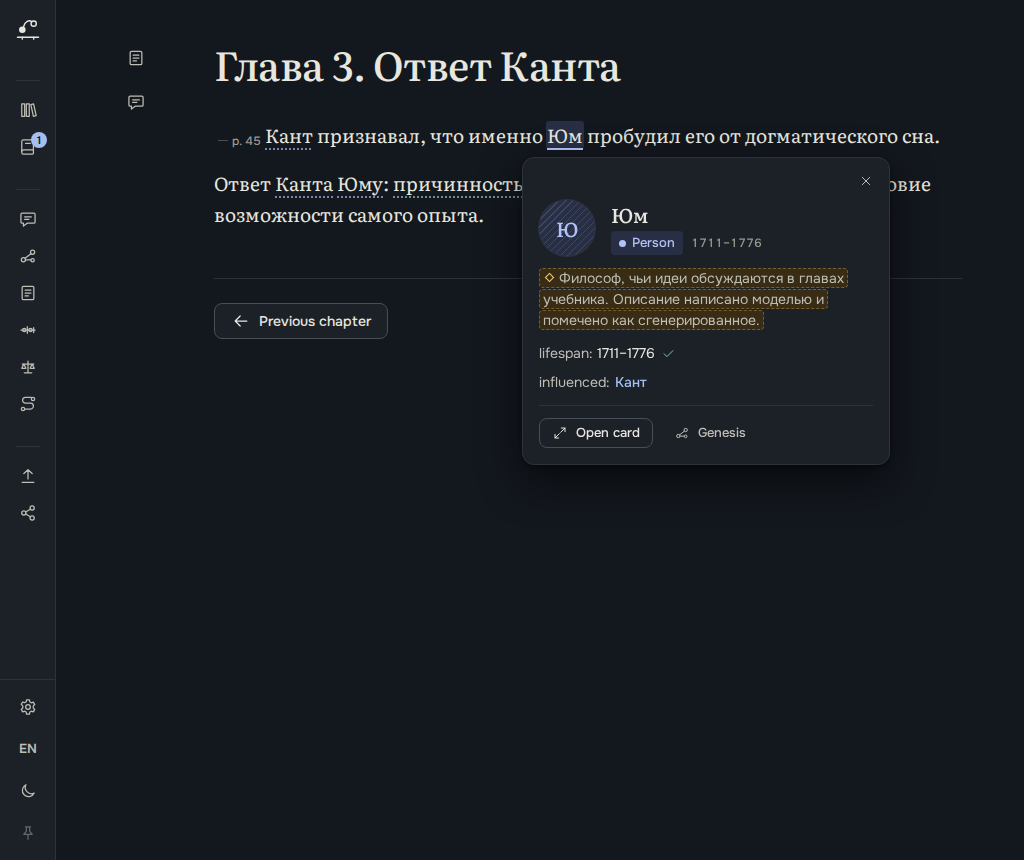 1
EN
Глава 3. Ответ Канта
— p. 45 Кант признавал, что именно Юм пробудил его от догматического сна.
Ответ Канта Юму: причинность
овие
возможности самого опыта.
Previous chapter
Ю
Юм
Person 1711–1776
Философ, чьи идеи обсуждаются в главах
учебника. Описание написано моделью и
помечено как сгенерированное.
lifespan: 1711–1776
influenced: Кант
Open card
Genesis